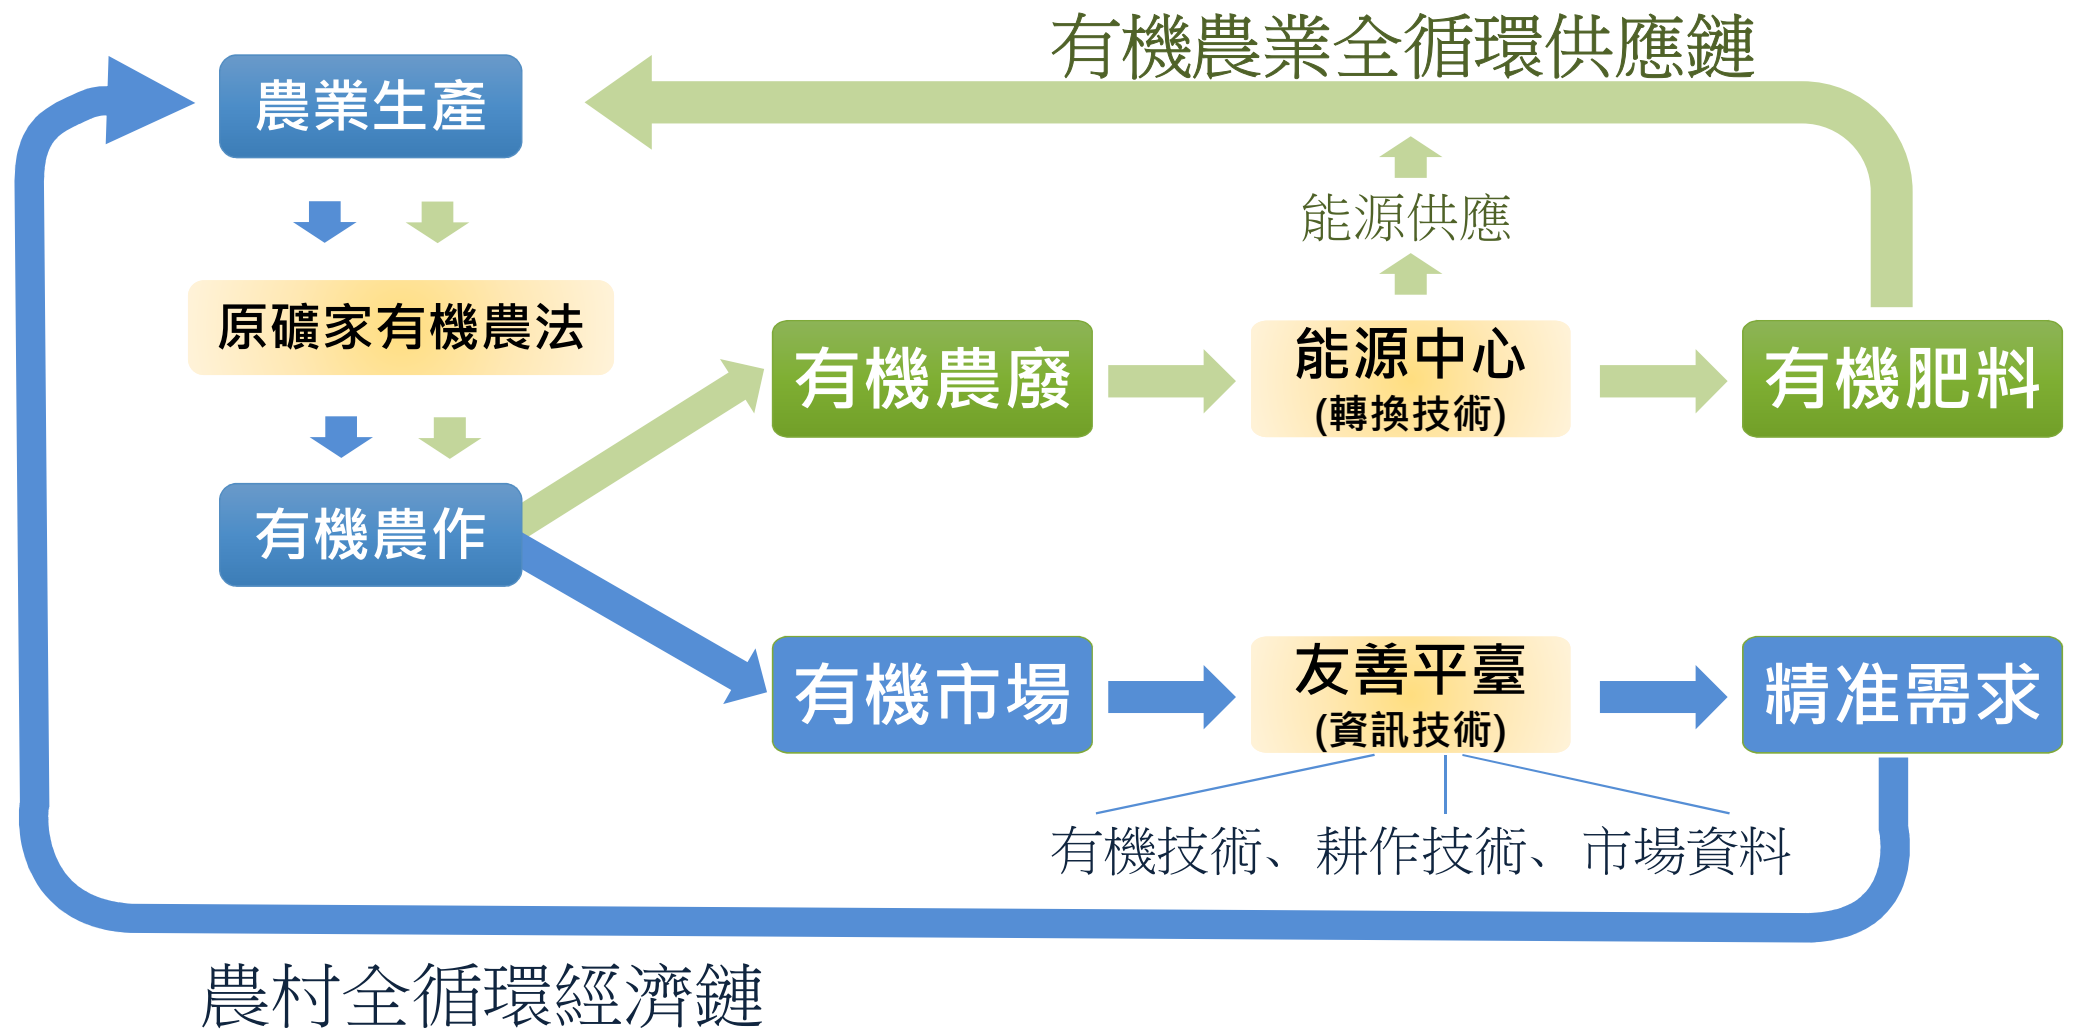 有機農業全循環供應鏈
農業生產
能源供應
原礦家有機農法
有機農廢
能源中心
(轉換技術)
有機肥料
有機農作
有機市場
友善平臺
(資訊技術)
精准需求
有機技術、耕作技術、市場資料
農村全循環經濟鏈